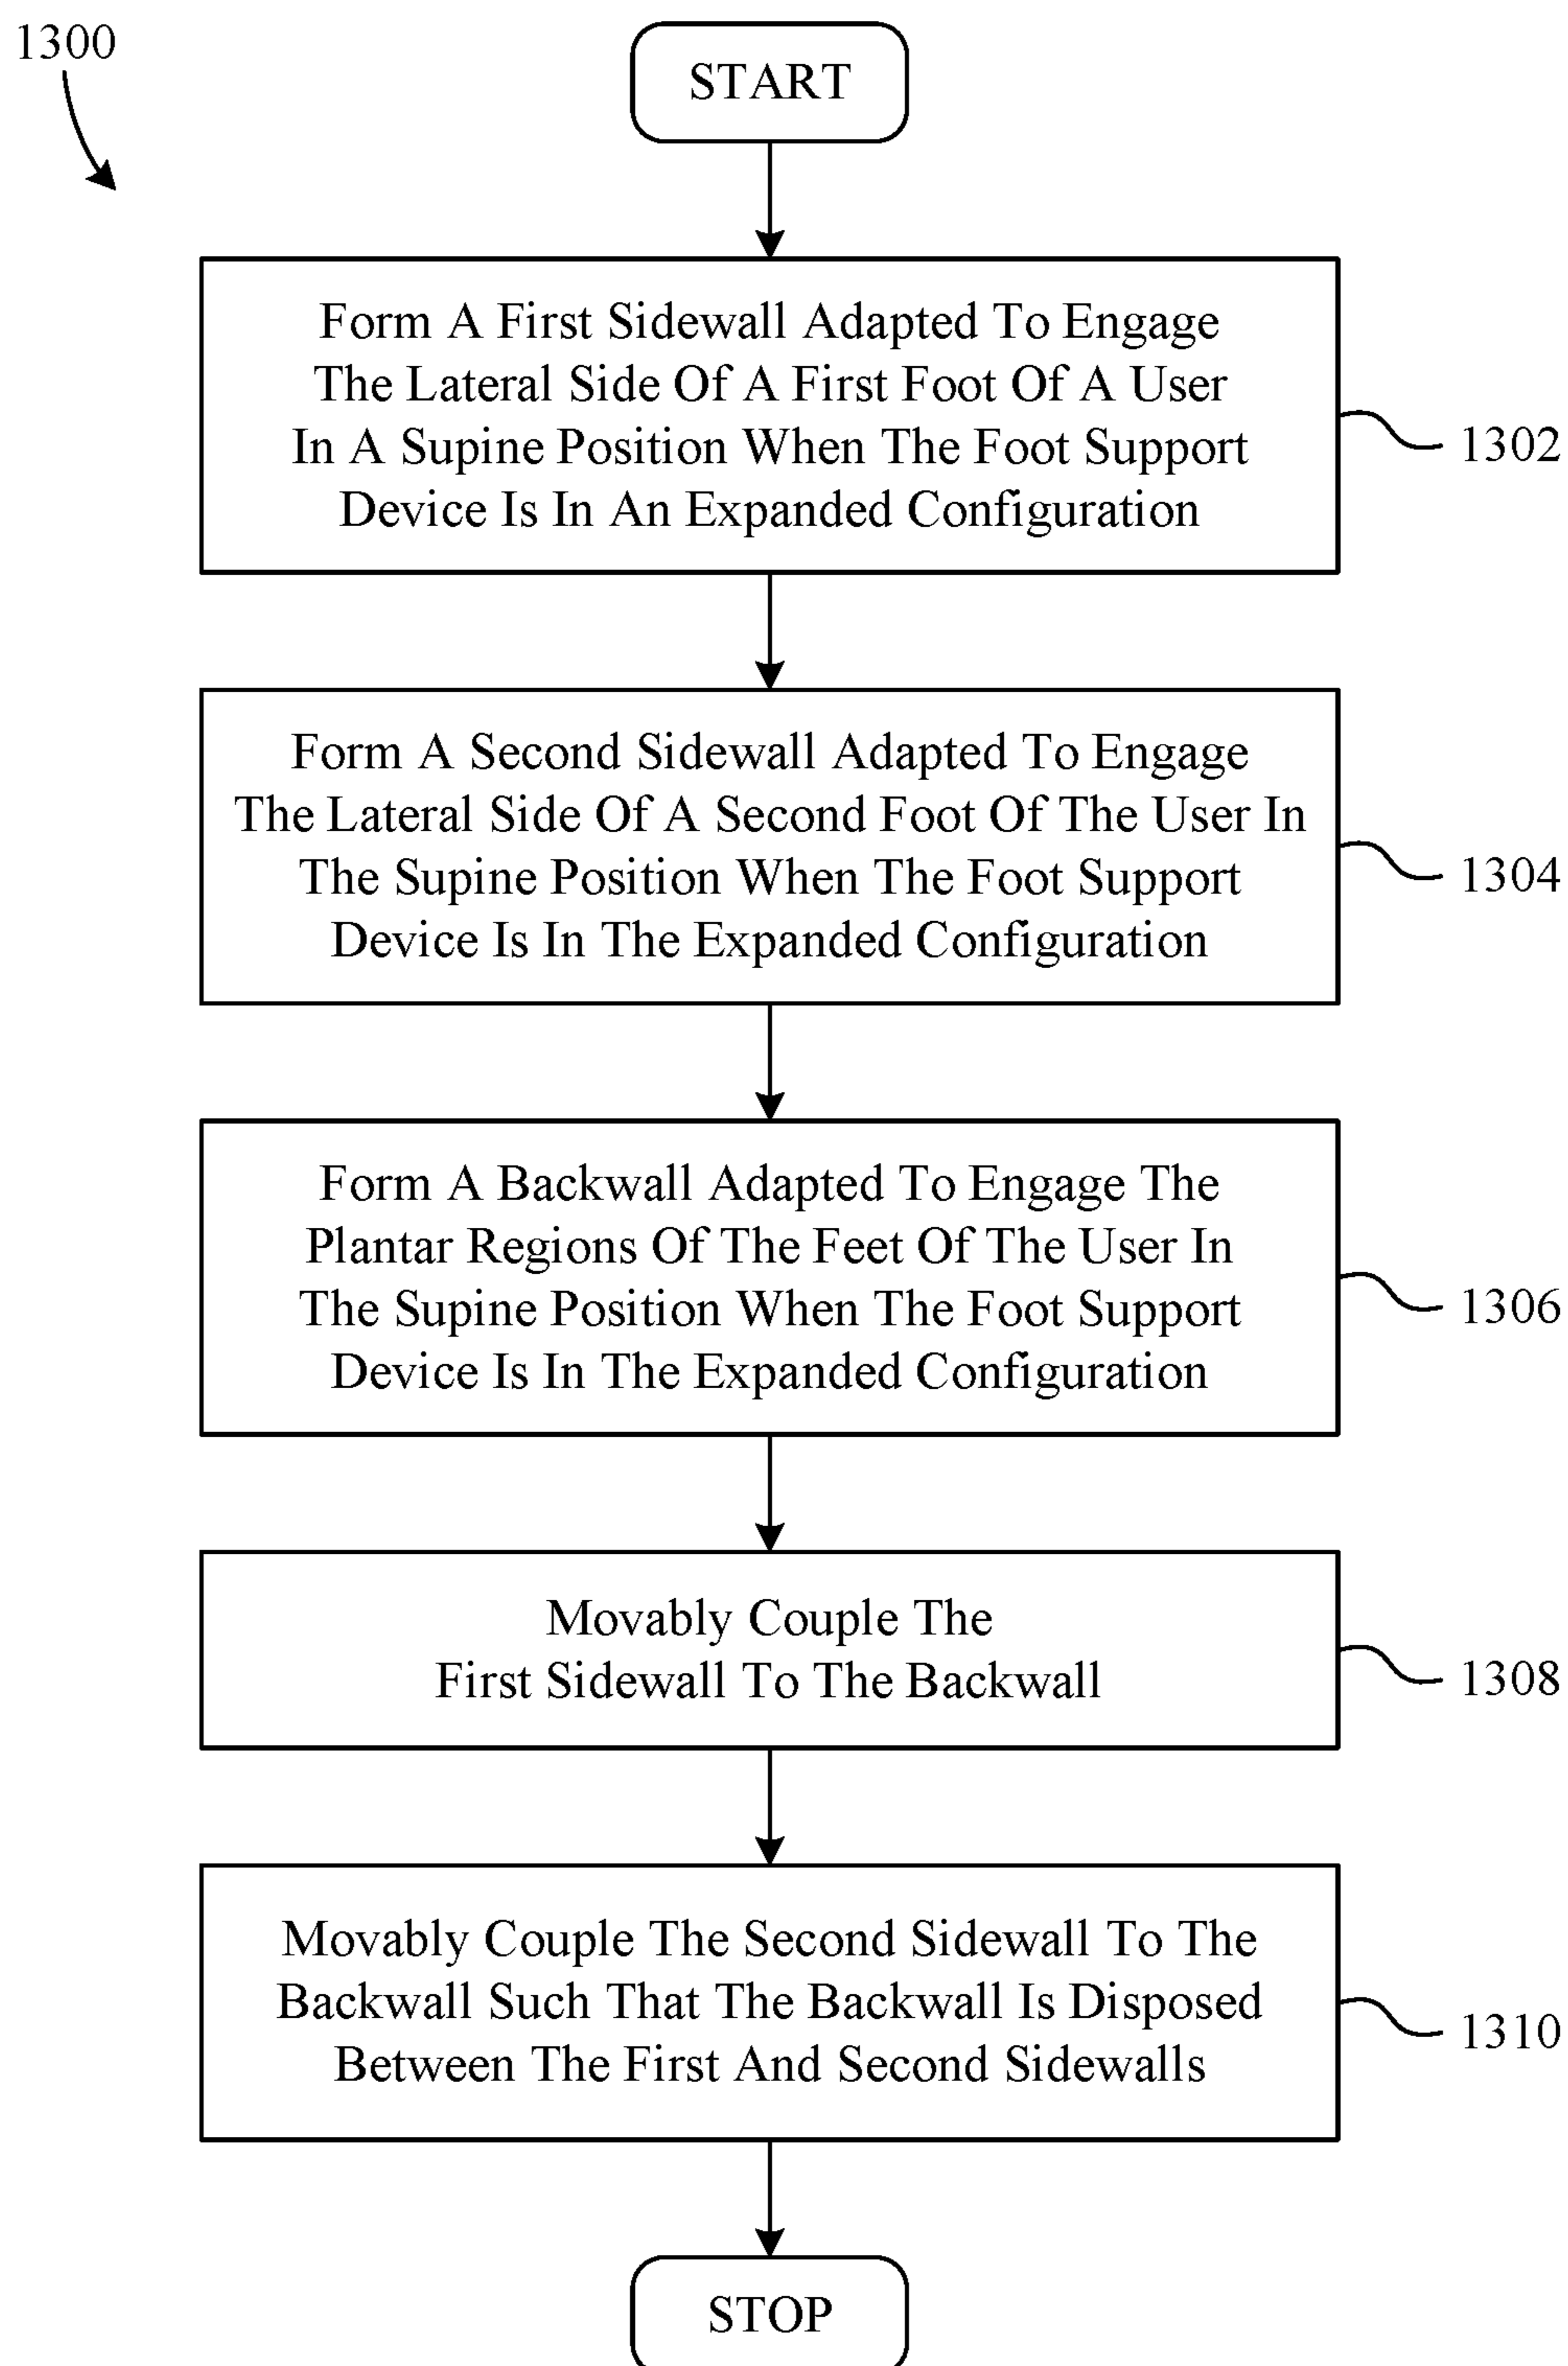 1300
START
Form A First Sidewall Adapted To Engage
The Lateral Side Of A First Foot Of A User
In A Supine Position When The Foot Support
Device Is In An Expanded Configuration
1302
Form A Second Sidewall Adapted To Engage
The Lateral Side Of A Second Foot Of The User In
The Supine Position When The Foot Support
Device Is In The Expanded Configuration
1304
Form A Backwall Adapted To Engage The
Plantar Regions Of The Feet Of The User In
The Supine Position When The Foot Support
Device Is In The Expanded Configuration
1306
Movably Couple The
First Sidewall To The Backwall
1308
Movably Couple The Second Sidewall To The
Backwall Such That The Backwall Is Disposed
Between The First And Second Sidewalls
1310
STOP